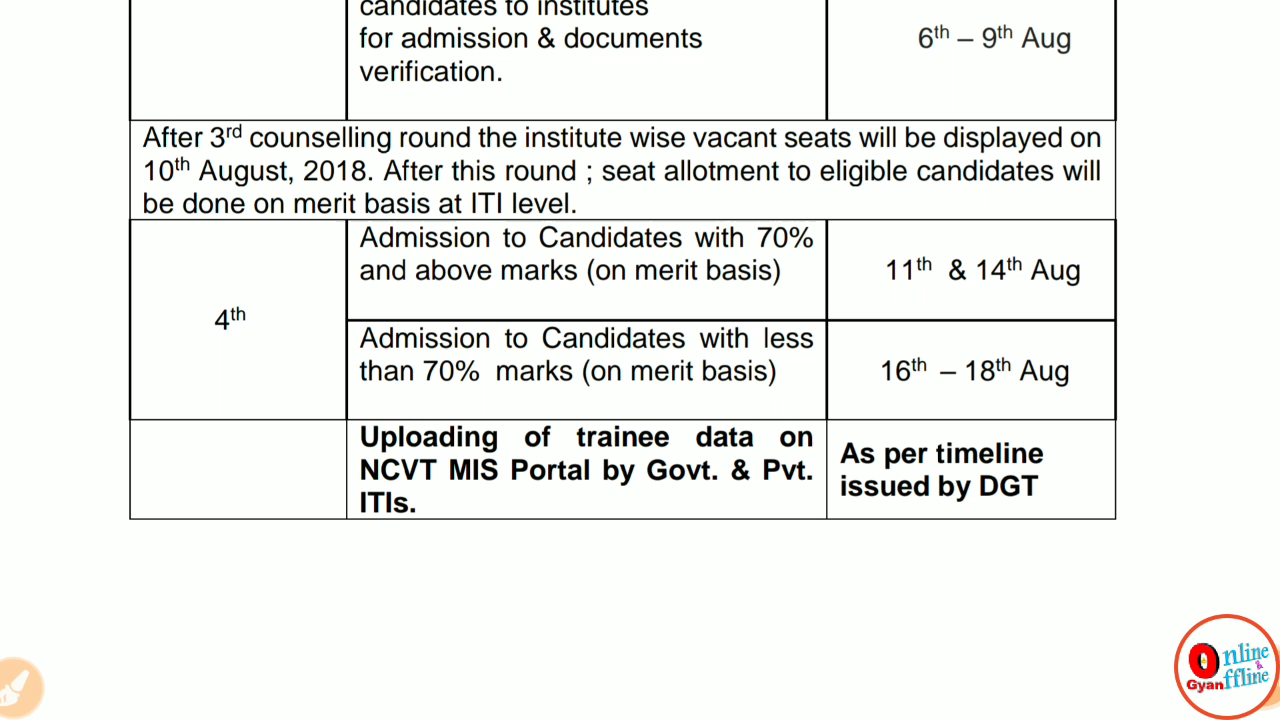 candidates to institutes
for admission & documents
verification.
6th – 9th Aug
After 3rd counselling round the institute wise vacant seats will be displayed on
10th August, 2018. After this round ; seat allotment to eligible candidates will
be done on merit basis at ITI level.
4th
Admission to Candidates with 70%
and above marks (on merit basis)
11th & 14th Aug
Admission to Candidates with less
than 70% marks (on merit basis)
16th – 18th Aug
Uploading of trainee data on
NCVT MIS Portal by Govt. & Pvt.
ITIs.
As per timeline
issued by DGT
Online
&
Offline
Gyan